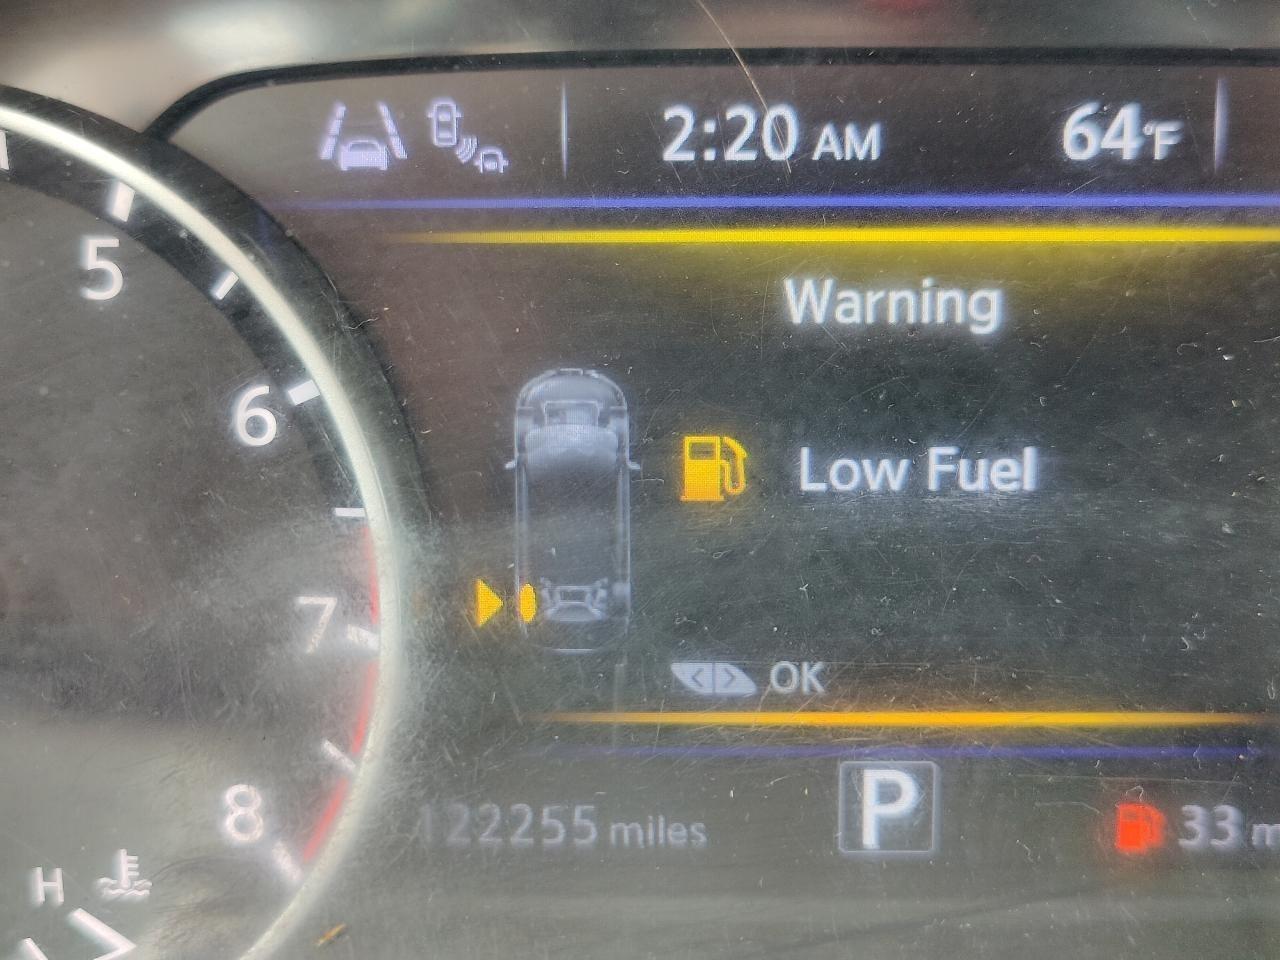 2:20 AM
64°F
Warning
5
6
Low Fuel
7
OK
8
122255 miles
P
33 m
H